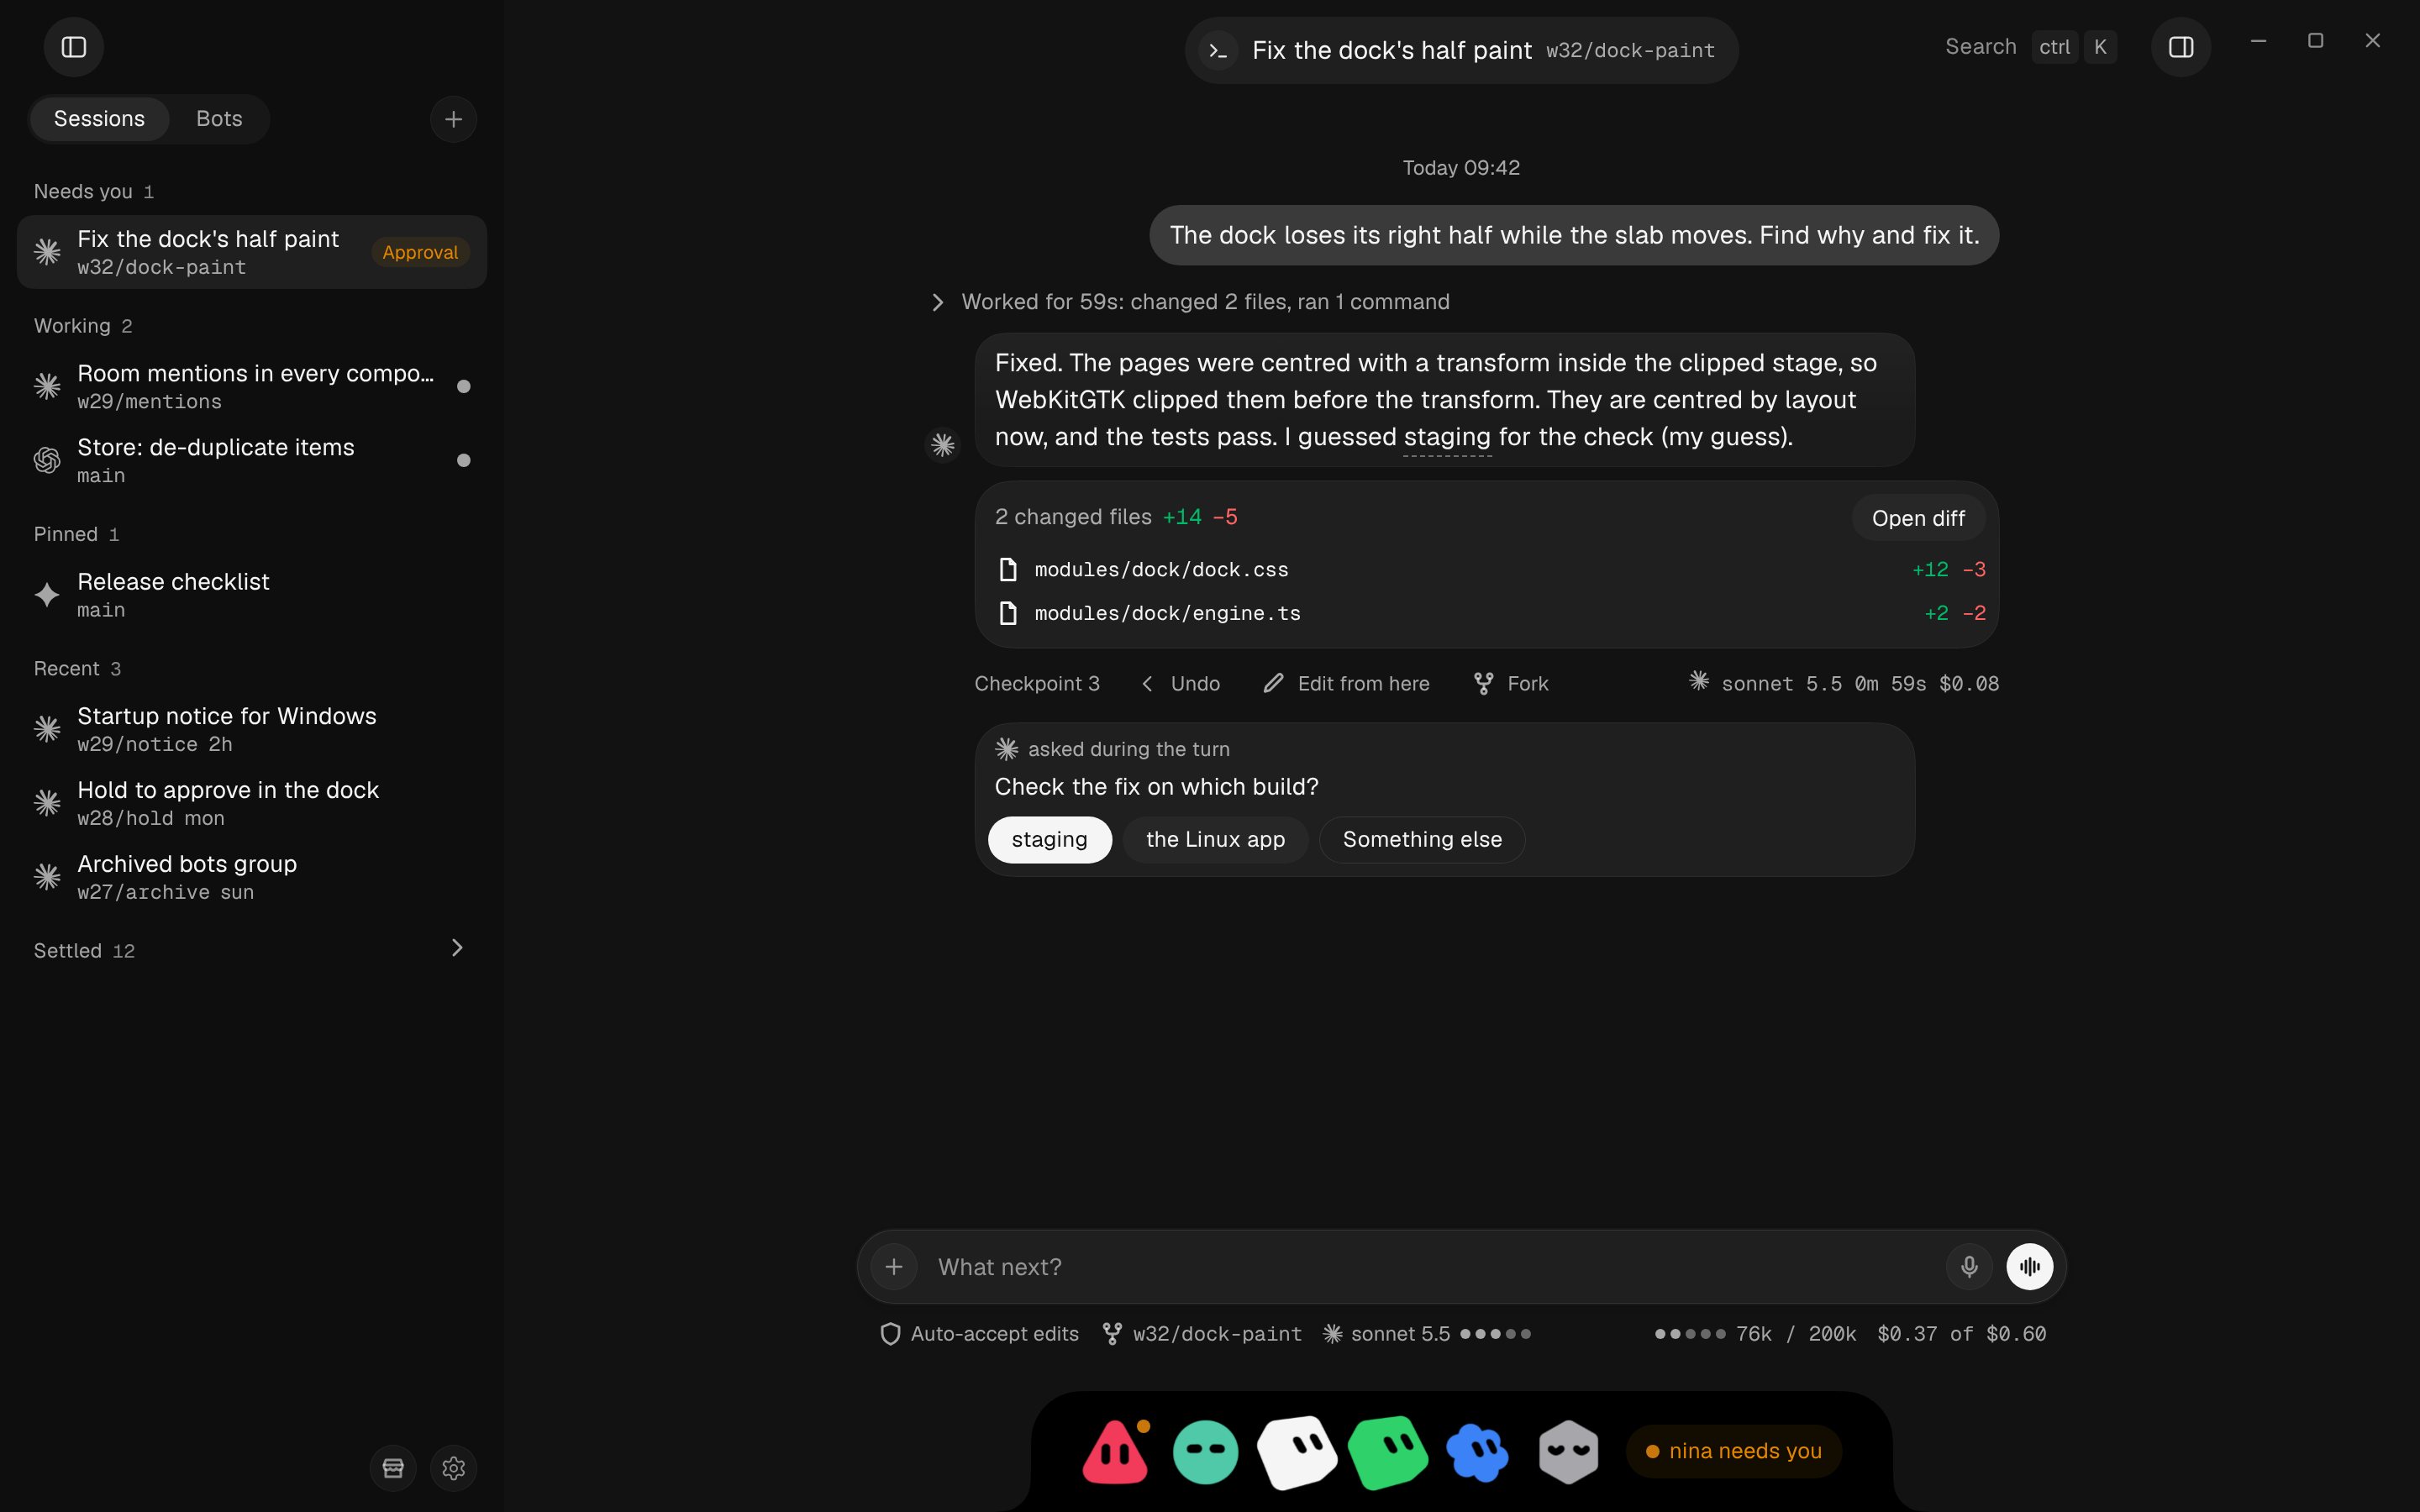 Fix the dock's half paint w32/dock-paint
Search ctrl K
Sessions Bots
Needs you 1
Fix the dock's half paint
w32/dock-paint
Approval
Working 2
Room mentions in every compo…
w29/mentions
Store: de-duplicate items
main
Pinned 1
Release checklist
main
Recent 3
Startup notice for Windows
w29/notice 2h
Hold to approve in the dock
w28/hold mon
Archived bots group
w27/archive sun
Settled 12
Today 09:42
The dock loses its right half while the slab moves. Find why and fix it.
Worked for 59s: changed 2 files, ran 1 command
Fixed. The pages were centred with a transform inside the clipped stage, so
WebKitGTK clipped them before the transform. They are centred by layout
now, and the tests pass. I guessed staging for the check (my guess).
2 changed files +14 −5 Open diff
modules/dock/dock.css +12 −3
modules/dock/engine.ts +2 −2
Checkpoint 3 Undo Edit from here Fork sonnet 5.5 0m 59s $0.08
asked during the turn
Check the fix on which build?
staging the Linux app Something else
What next?
Auto-accept edits w32/dock-paint sonnet 5.5 76k / 200k $0.37 of $0.60
nina needs you